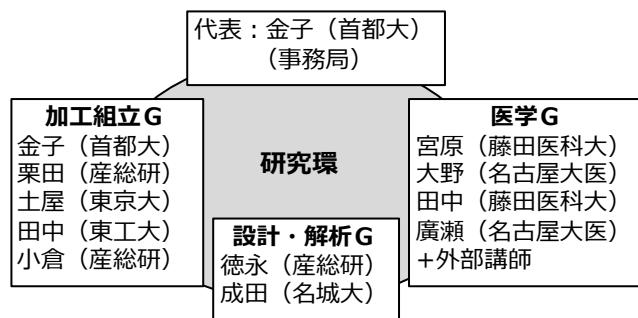 代表：金子（首都大）
（事務局）
加工組立G
金子（首都大）
栗田（産総研）
土屋（東京大）
田中（東工大）
小倉（産総研）
研究環
医学G
宮原（藤田医科大）
大野（名古屋大医）
田中（藤田医科大）
廣瀬（名古屋大医）
+外部講師
設計・解析G
徳永（産総研）
成田（名城大）